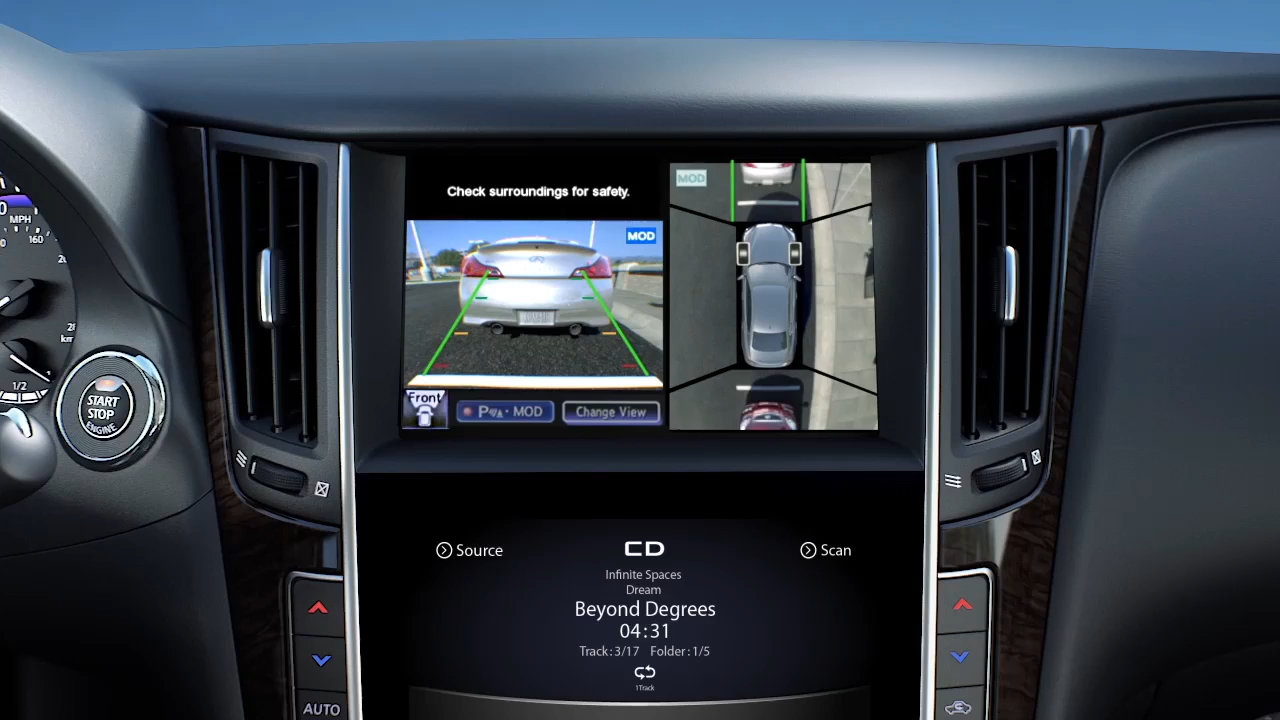 MPH
160
km
1/2
START
STOP
ENGINE
Check surroundings for safety.
MOD
MOD
Front
P · MOD
Change View
Source
CD
Scan
Infinite Spaces
Dream
Beyond Degrees
04:31
Track:3/17 Folder:1/5
1Track
AUTO